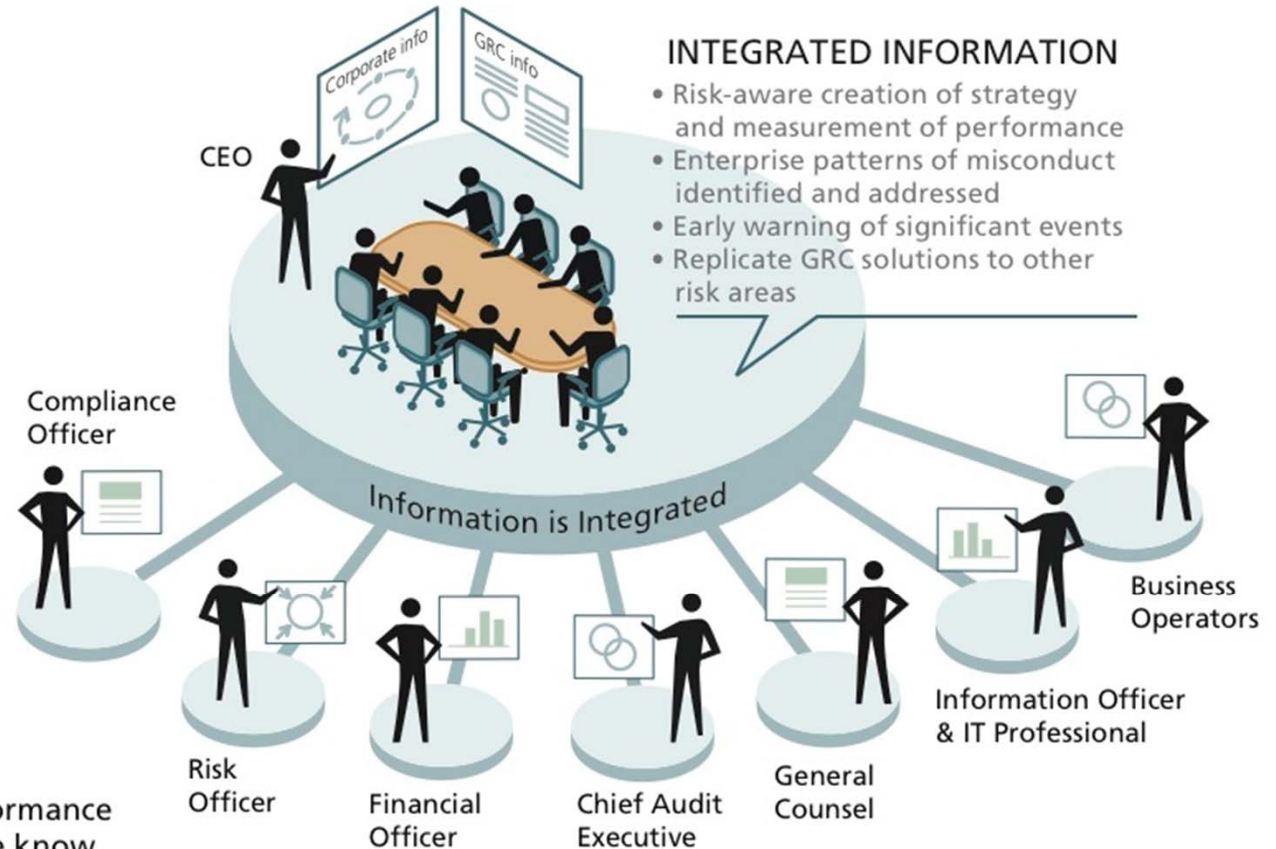 Corporate info
GRC info
INTEGRATED INFORMATION
• Risk-aware creation of strategy
and measurement of performance
• Enterprise patterns of misconduct
identified and addressed
• Early warning of significant events
• Replicate GRC solutions to other
risk areas
CEO
Compliance
Officer
Information is Integrated
Business
Operators
Information Officer
& IT Professional
Risk
Officer
General
Counsel
Financial
Officer
Chief Audit
Executive
ormance
know